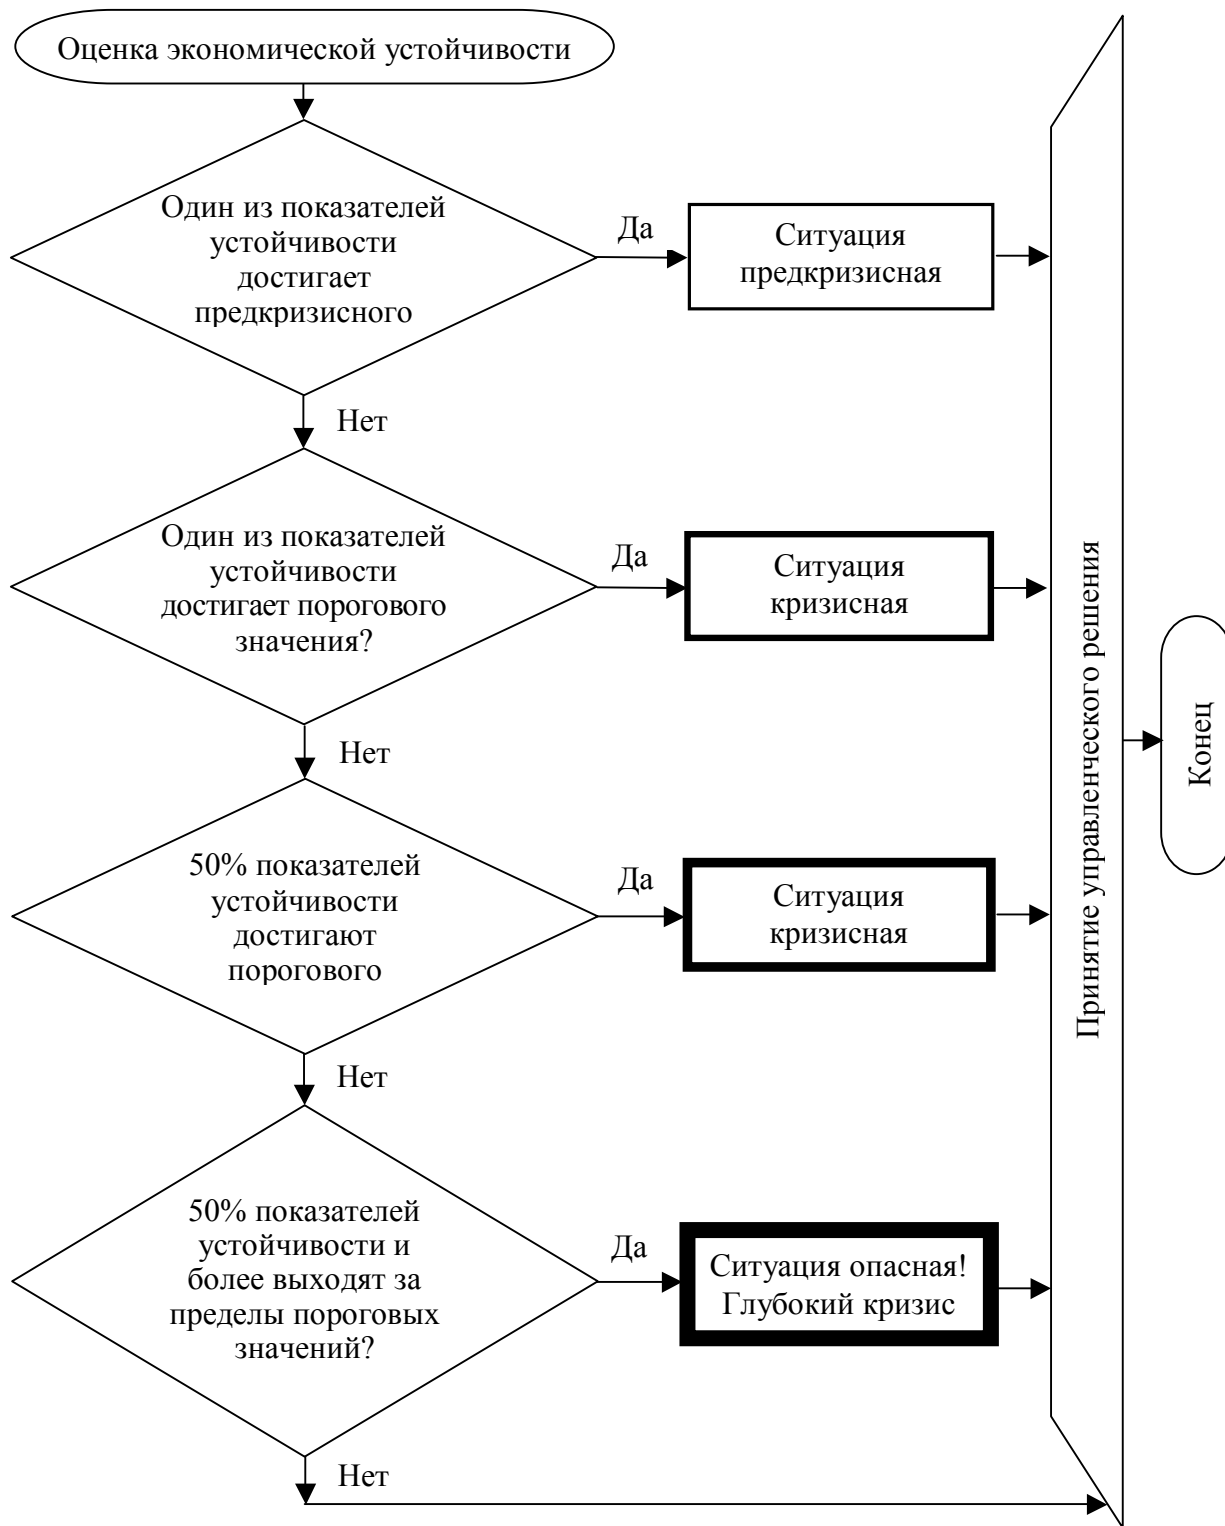 Оценка экономической устойчивости
Один из показателей
устойчивости
достигает
предкризисного
Да
Ситуация
предкризисная
Нет
Один из показателей
устойчивости
достигает порогового
значения?
Да
Ситуация
кризисная
Нет
50% показателей
устойчивости
достигают
порогового
Да
Ситуация
кризисная
Нет
50% показателей
устойчивости и
более выходят за
пределы пороговых
значений?
Да
Ситуация опасная!
Глубокий кризис
Нет
Принятие управленческого решения
Конец